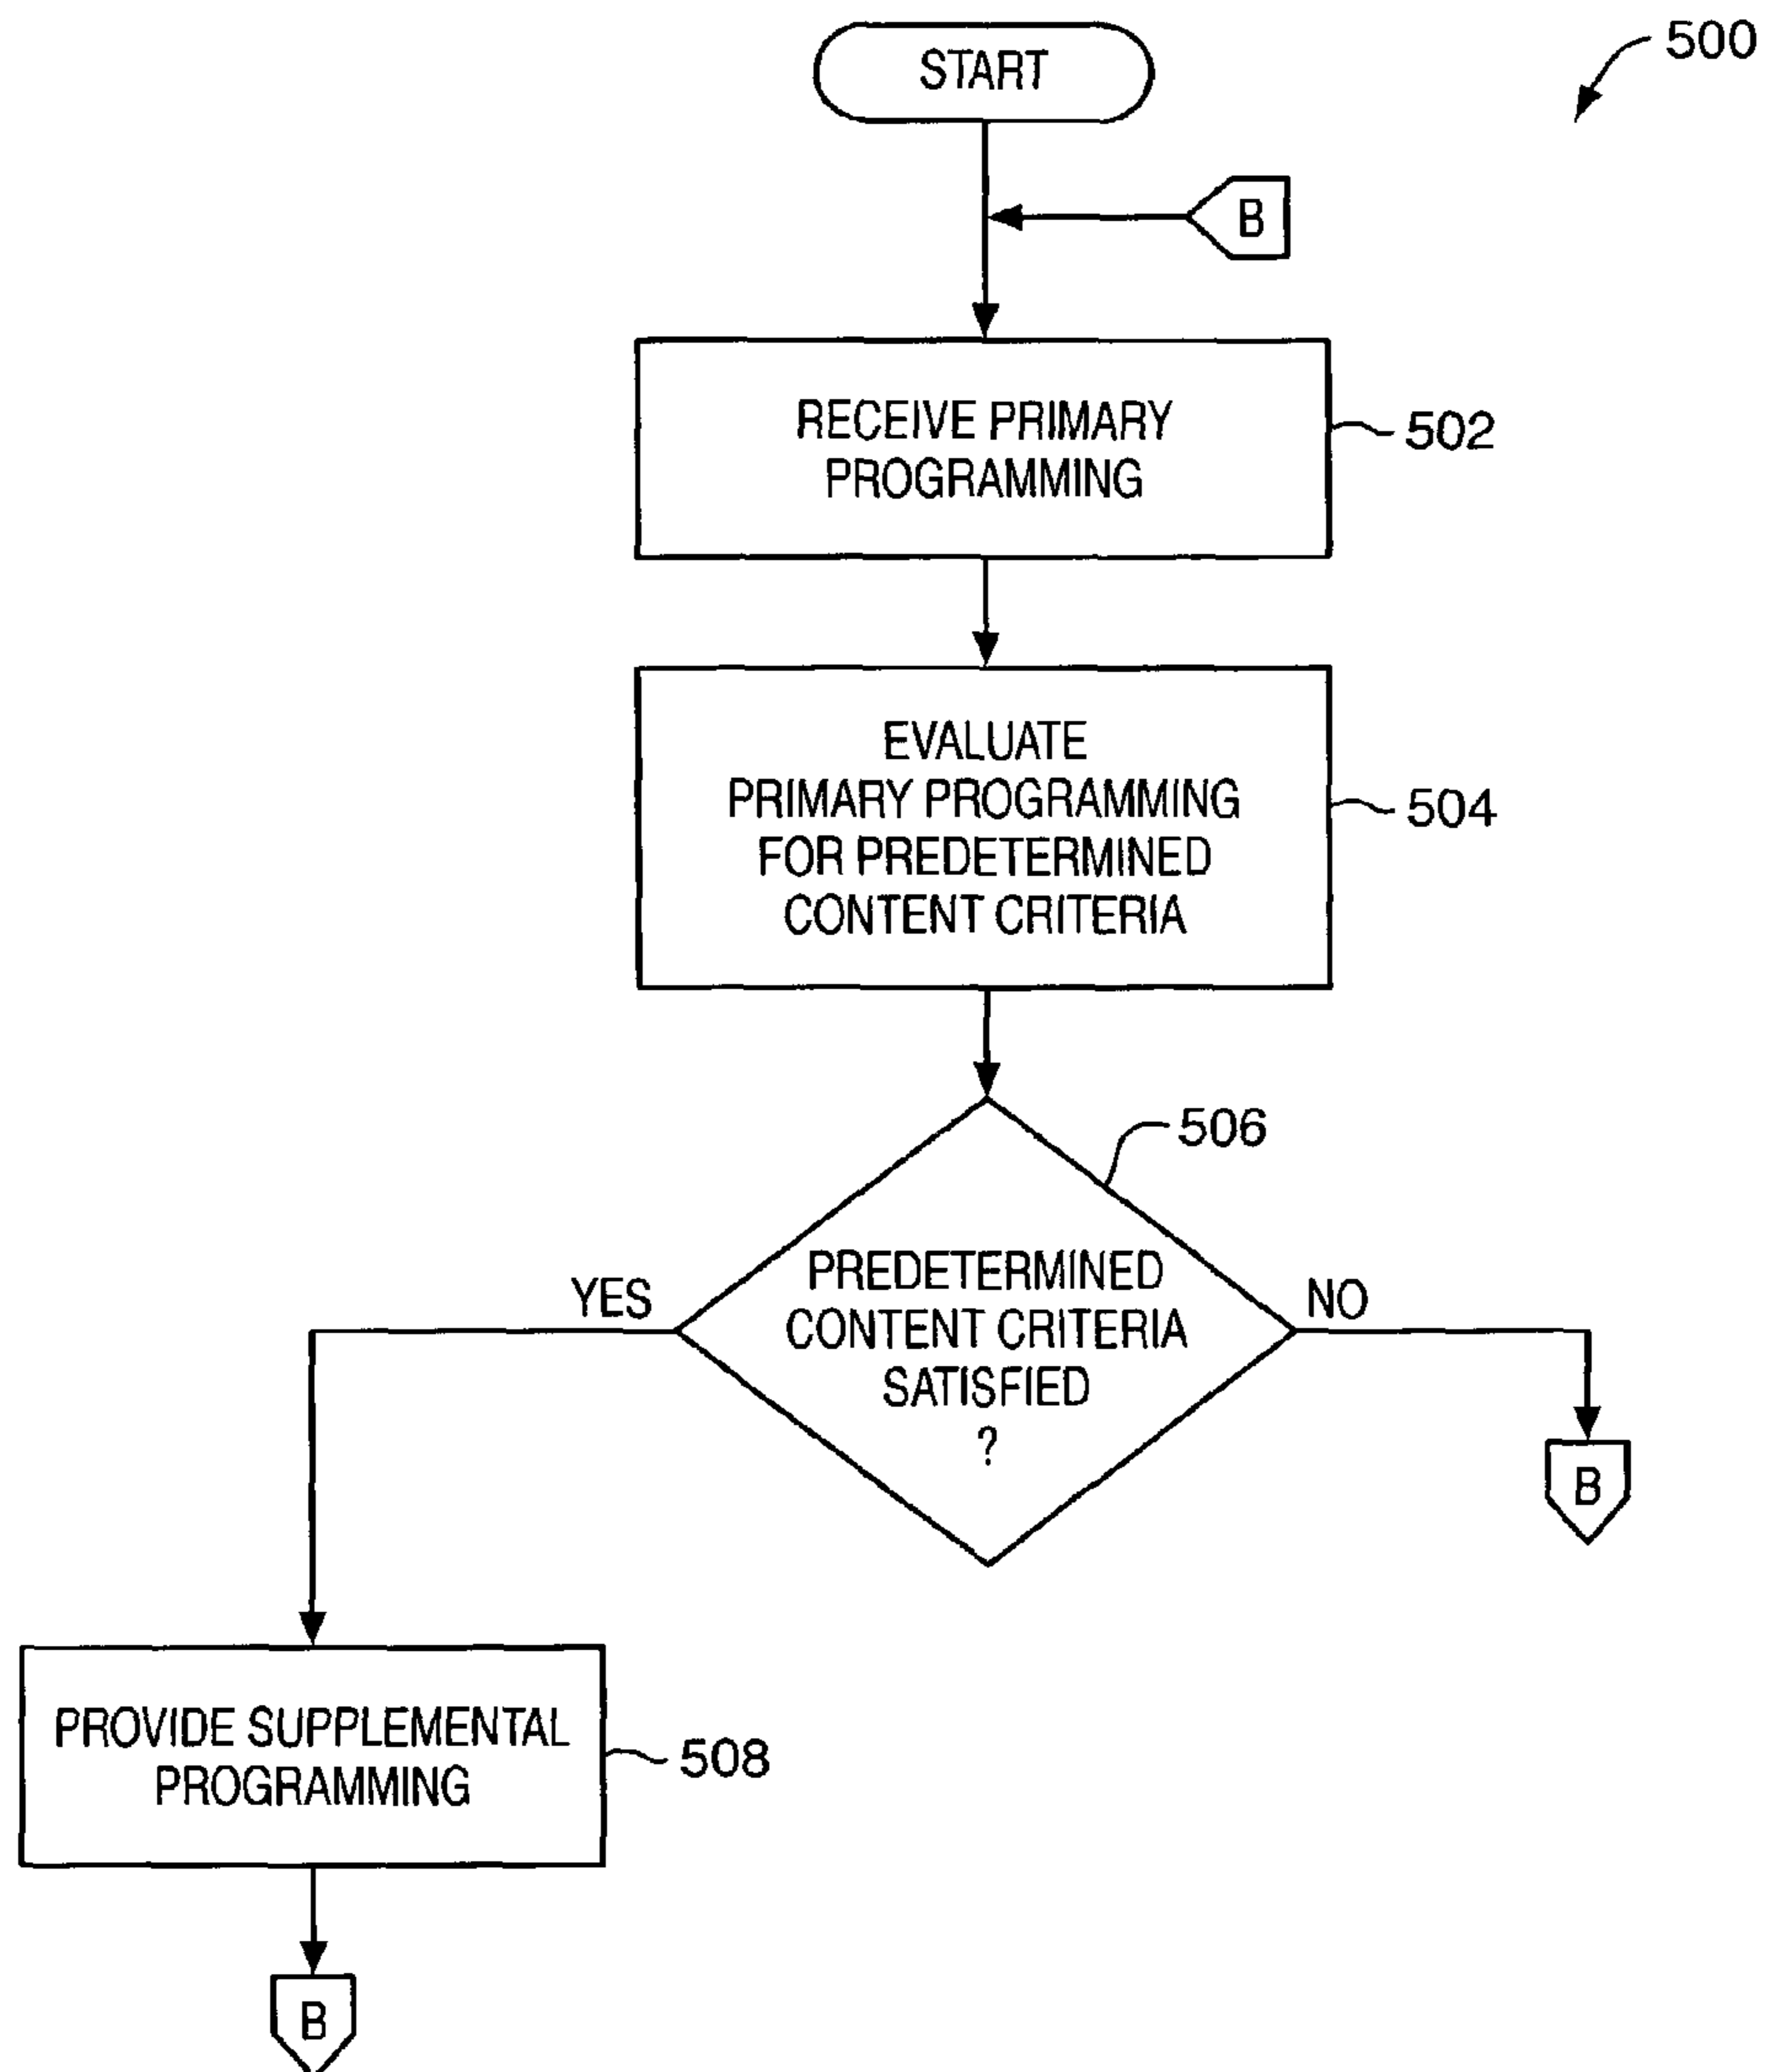 START
500
B
RECEIVE PRIMARY
PROGRAMMING
502
EVALUATE
PRIMARY PROGRAMMING
FOR PREDETERMINED
CONTENT CRITERIA
504
506
PREDETERMINED
CONTENT CRITERIA
SATISFIED
?
YES
NO
B
PROVIDE SUPPLEMENTAL
PROGRAMMING
508
B